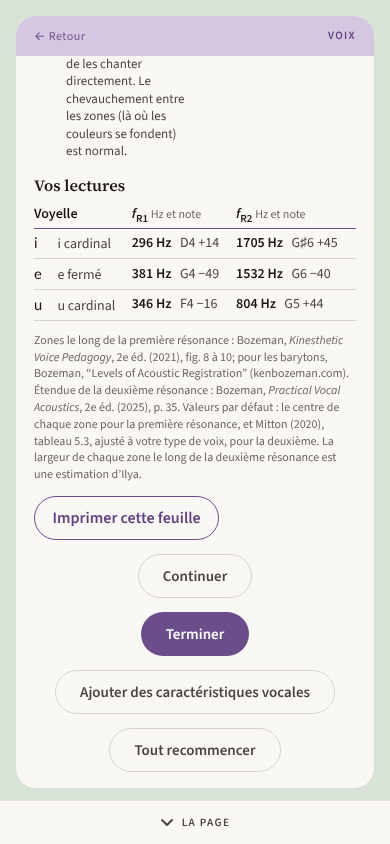 ← Retour
VOIX
de les chanter
directement. Le
chevauchement entre
les zones (là où les
couleurs se fondent)
est normal.
Vos lectures
Voyelle fR1 Hz et note fR2 Hz et note
i i cardinal 296 Hz D4 +14 1705 Hz G♯6 +45
e e fermé 381 Hz G4 −49 1532 Hz G6 −40
u u cardinal 346 Hz F4 −16 804 Hz G5 +44
Zones le long de la première résonance : Bozeman, Kinesthetic
Voice Pedagogy, 2e éd. (2021), fig. 8 à 10; pour les barytons,
Bozeman, “Levels of Acoustic Registration” (kenbozeman.com).
Étendue de la deuxième résonance : Bozeman, Practical Vocal
Acoustics, 2e éd. (2025), p. 35. Valeurs par défaut : le centre de
chaque zone pour la première résonance, et Mitton (2020),
tableau 5.3, ajusté à votre type de voix, pour la deuxième. La
largeur de chaque zone le long de la deuxième résonance est
une estimation d’Ilya.
Imprimer cette feuille
Continuer
Terminer
Ajouter des caractéristiques vocales
Tout recommencer
LA PAGE